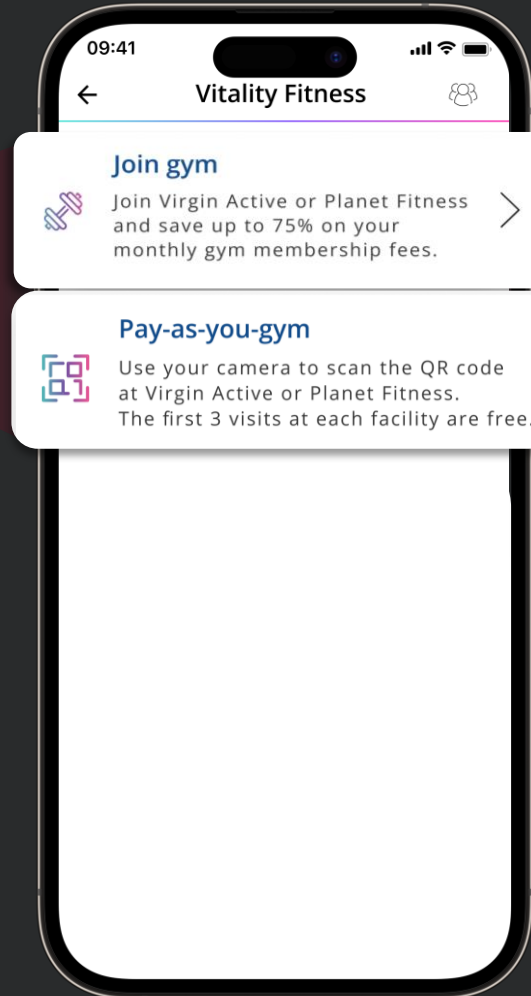 09:41
Vitality Fitness
Join gym
Join Virgin Active or Planet Fitness
and save up to 75% on your
monthly gym membership fees.
Pay-as-you-gym
Use your camera to scan the QR code
at Virgin Active or Planet Fitness.
The first 3 visits at each facility are free.